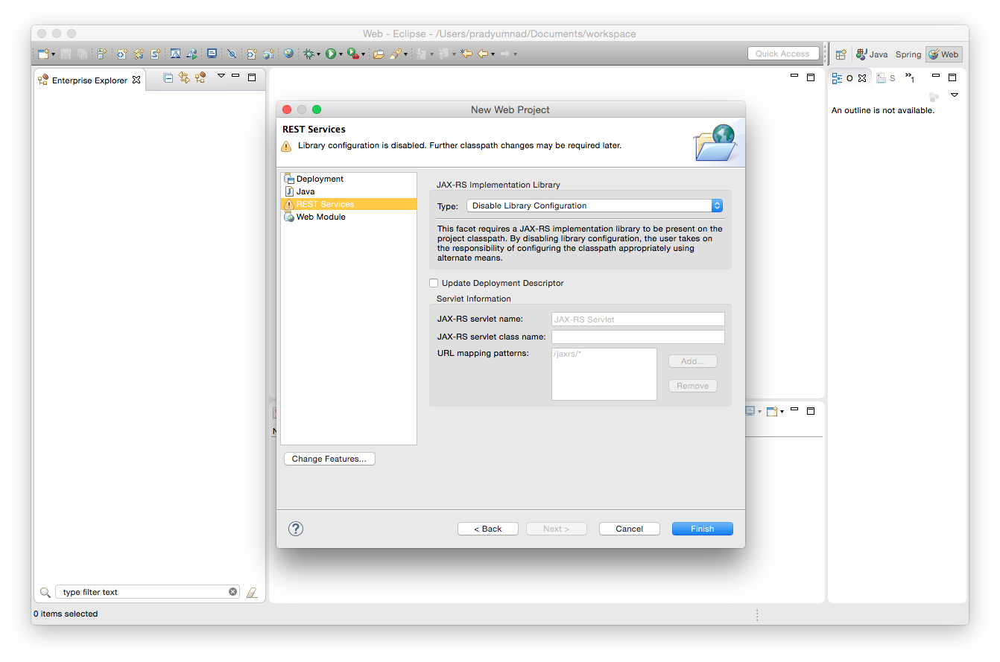 Web - Eclipse - /Users/pradyumnad/Documents/workspace
Quick Access
Java
Spring
Web
Enterprise Explorer
O
S
»1
An outline is not available.
New Web Project
REST Services
Library configuration is disabled. Further classpath changes may be required later.
Deployment
Java
REST Services
Web Module
JAX-RS Implementation Library
Type: Disable Library Configuration
This facet requires a JAX-RS implementation library to be present on the
project classpath. By disabling library configuration, the user takes on
the responsibility of configuring the classpath appropriately using
alternate means.
Update Deployment Descriptor
Servlet Information
JAX-RS servlet name: JAX-RS Servlet
JAX-RS servlet class name:
URL mapping patterns: /jaxrs/*
Add...
Remove
Change Features...
?
< Back
Next >
Cancel
Finish
type filter text
0 items selected